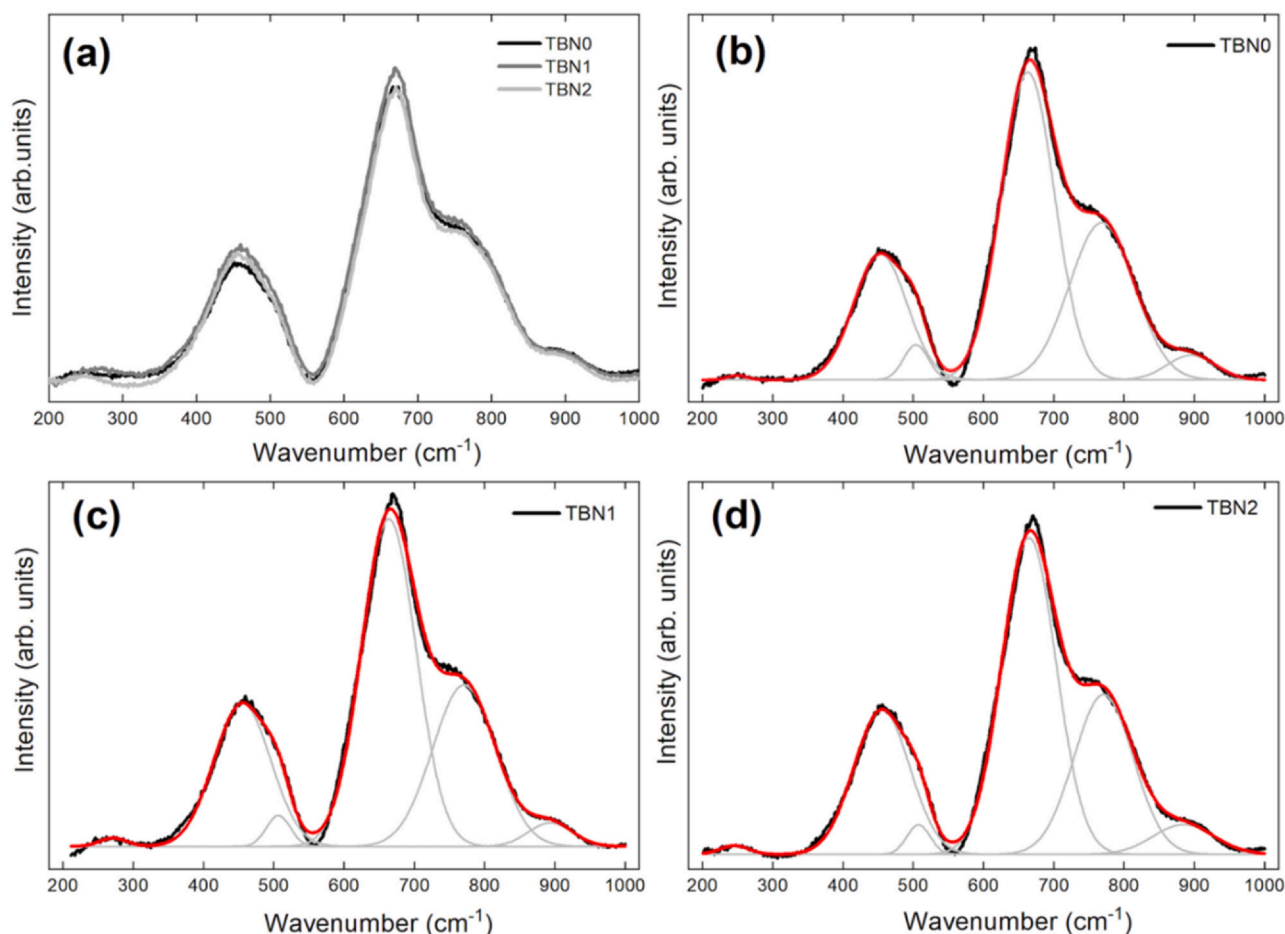 (a)
TBN0
TBN1
TBN2
Intensity (arb.units)
200 300 400 500 600 700 800 900 1000
Wavenumber (cm⁻¹)
(b)
TBN0
Intensity (arb. units)
200 300 400 500 600 700 800 900 1000
Wavenumber (cm⁻¹)
(c)
TBN1
Intensity (arb. units)
200 300 400 500 600 700 800 900 1000
Wavenumber (cm⁻¹)
(d)
TBN2
Intensity (arb. units)
200 300 400 500 600 700 800 900 1000
Wavenumber (cm⁻¹)